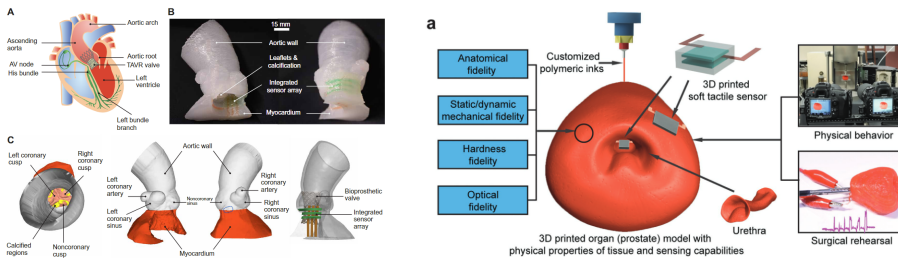 A
Aortic arch
Ascending
aorta
AV node
His bundle
Aortic root
TAVR valve
Left
ventricle
Left bundle
branch
B
15 mm
Aortic wall
Leaflets &
calcification
Integrated
sensor array
Myocardium
C
Left coronary
cusp
Right
coronary
cusp
Calcified
regions
Noncoronary
cusp
Aortic wall
Left coronary
artery
Left coronary
sinus
Noncoronary
sinus
Right
coronary
artery
Right
coronary
sinus
Myocardium
Bioprosthetic
valve
Integrated
sensor array
a
Anatomical
fidelity
Static/dynamic
mechanical fidelity
Hardness
fidelity
Optical
fidelity
Customized
polymeric inks
3D printed
soft tactile sensor
Urethra
3D printed organ (prostate) model with
physical properties of tissue and sensing capabilities
Physical behavior
Surgical rehearsal